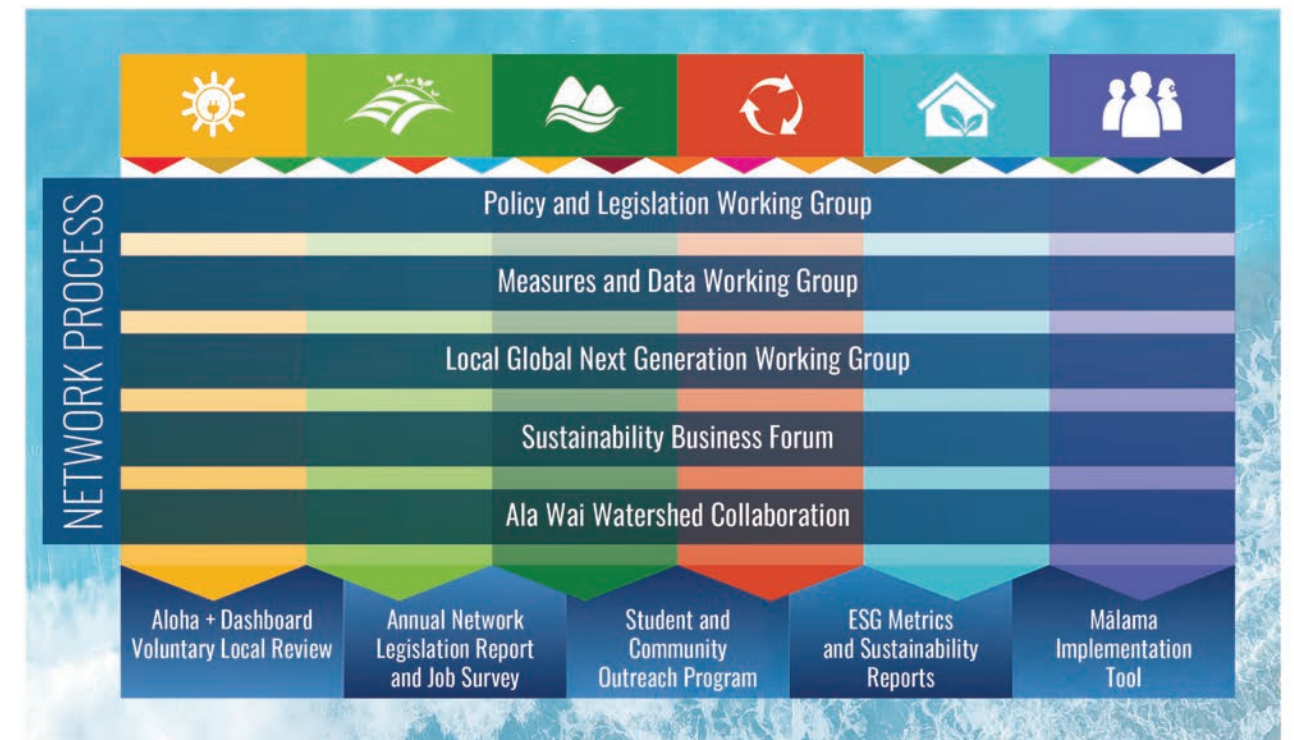 NETWORK PROCESS
Policy and Legislation Working Group
Measures and Data Working Group
Local Global Next Generation Working Group
Sustainability Business Forum
Ala Wai Watershed Collaboration
Aloha + Dashboard
Voluntary Local Review
Annual Network
Legislation Report
and Job Survey
Student and
Community
Outreach Program
ESG Metrics
and Sustainability
Reports
Mālama
Implementation
Tool